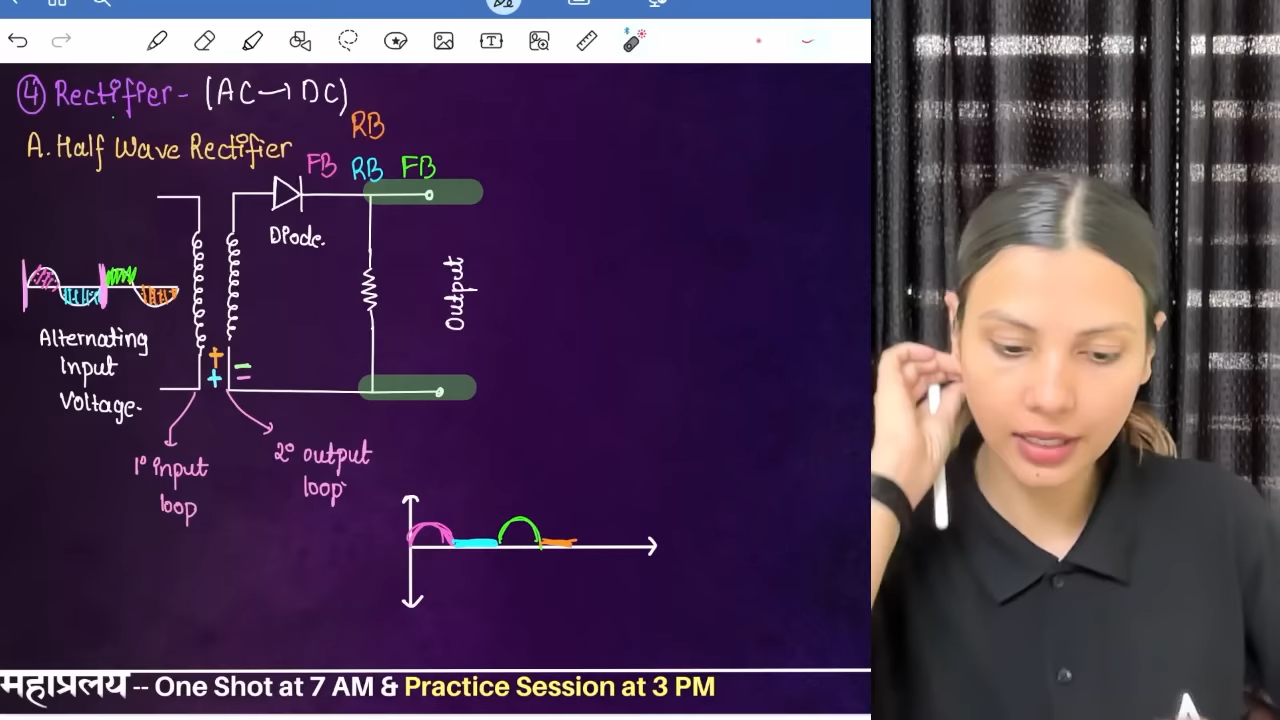 ④ Rectifier - (AC → DC)
RB
A. Half Wave Rectifier
FB RB FB
Diode.
Output
Alternating
Input
Voltage-
+ =
+
1° input
loop
2° output
loop
महाप्रलय -- One Shot at 7 AM & Practice Session at 3 PM